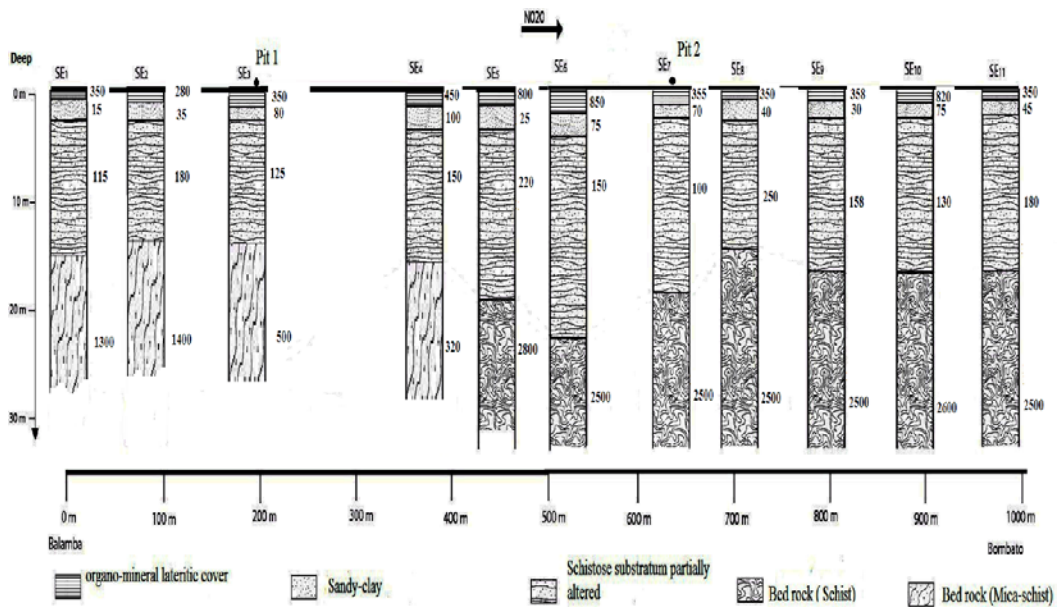 N020
Deep
SE1 SE2 SE3 Pit 1 SE4 SE5 SE6 SE7 Pit 2 SE8 SE9 SE10 SE11
0 m 350 280 350 450 800 850 355 350 358 820 350
15 35 80 100 25 75 70 40 30 75 45
115 180 125 150 220 150 100 250 158 130 180
10 m
20 m
1300 1400 500 320 2800 2500 2500 2500 2500 2600 2500
30 m
0 m 100 m 200 m 300 m 400 m 500 m 600 m 700 m 800 m 900 m 1000 m
Balamba Bombato
organo-mineral lateritic cover
Sandy-clay
Schistose substratum partially
altered
Bed rock ( Schist)
Bed rock (Mica-schist)